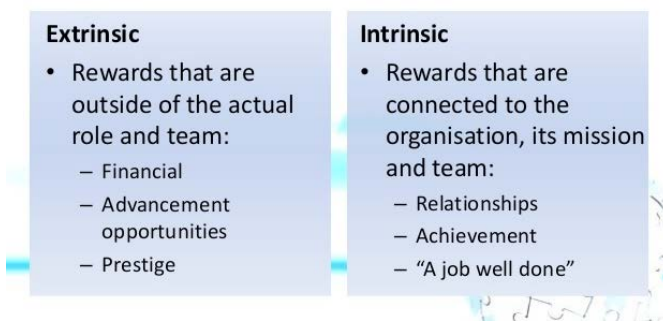 Extrinsic
• Rewards that are
outside of the actual
role and team:
– Financial
– Advancement
opportunities
– Prestige
Intrinsic
• Rewards that are
connected to the
organisation, its mission
and team:
– Relationships
– Achievement
– “A job well done”